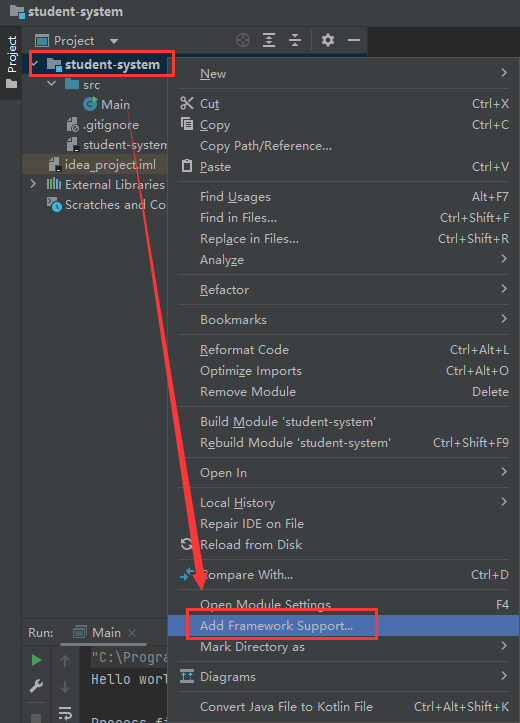 student-system
Project
Project
student-system
src
Main
.gitignore
student-system
idea_project.iml
External Libraries
Scratches and Co
New
Cut Ctrl+X
Copy Ctrl+C
Copy Path/Reference...
Paste Ctrl+V
Find Usages Alt+F7
Find in Files... Ctrl+Shift+F
Replace in Files... Ctrl+Shift+R
Analyze
Refactor
Bookmarks
Reformat Code Ctrl+Alt+L
Optimize Imports Ctrl+Alt+O
Remove Module Delete
Build Module 'student-system'
Rebuild Module 'student-system' Ctrl+Shift+F9
Open In
Local History
Repair IDE on File
Reload from Disk
Compare With... Ctrl+D
Open Module Settings F4
Add Framework Support...
Mark Directory as
Diagrams
Convert Java File to Kotlin File Ctrl+Alt+Shift+K
Run: Main
"C:\Progra
Hello worl
Process fi